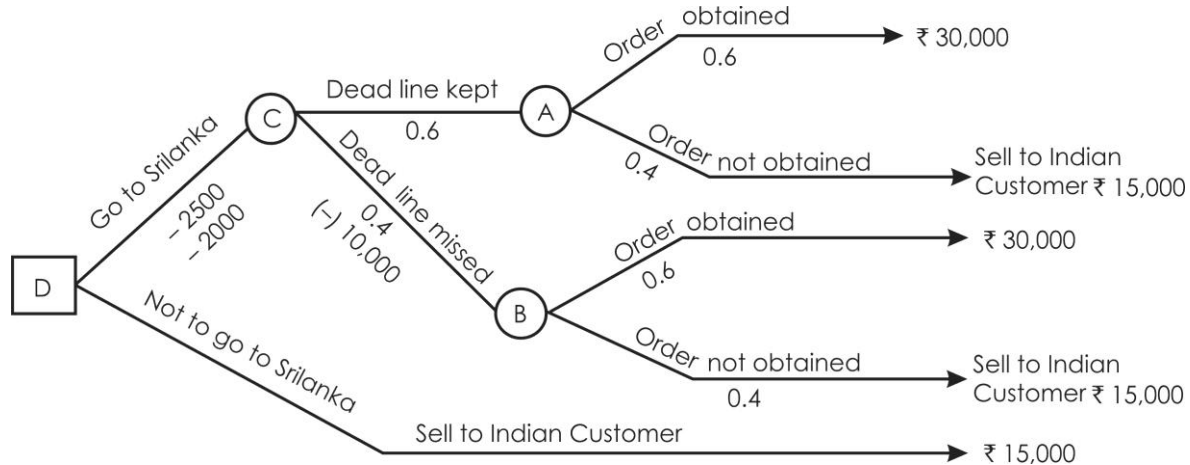 Order obtained
0.6
₹ 30,000
Dead line kept
0.6
C
A
Order not obtained
0.4
Sell to Indian
Customer ₹ 15,000
Go to Srilanka
– 2500
– 2000
Dead line missed
0.4
(–) 10,000
Order obtained
0.6
₹ 30,000
D
B
Order not obtained
0.4
Sell to Indian
Customer ₹ 15,000
Not to go to Srilanka
Sell to Indian Customer
₹ 15,000